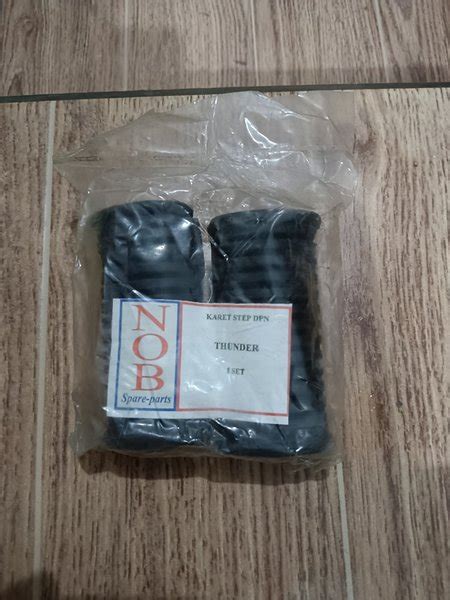 NOB
Spare-parts
KARET STEP DPN
THUNDER
1 SET